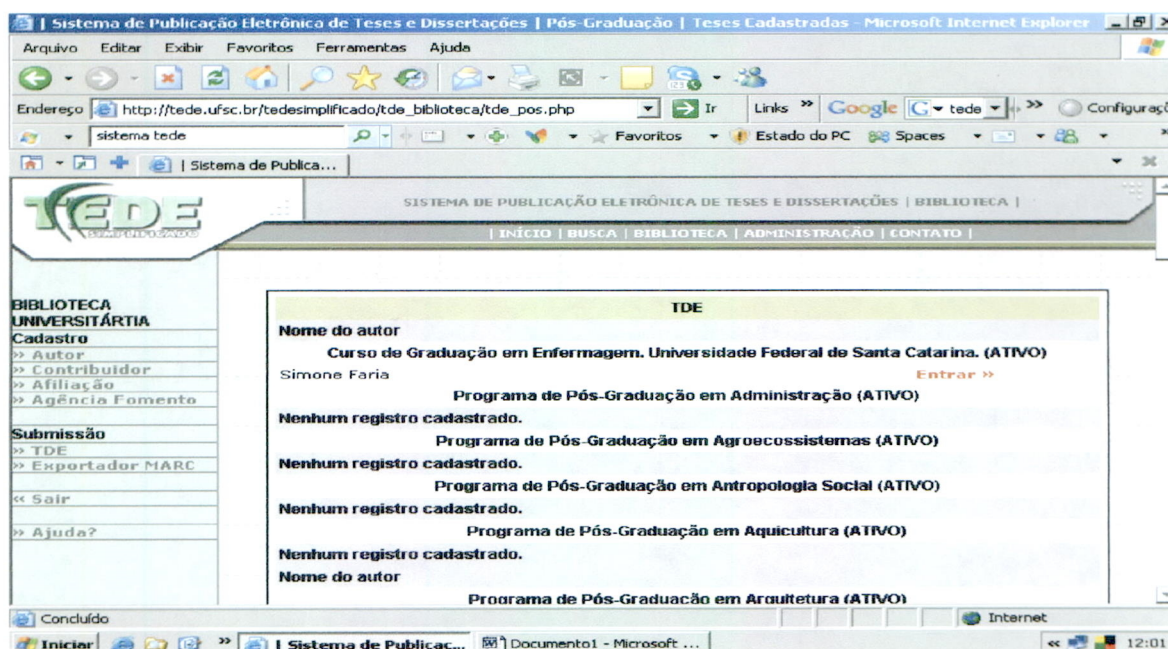 | Sistema de Publicação Eletrônica de Teses e Dissertações | Pós-Graduação | Teses Cadastradas - Microsoft Internet Explorer
Arquivo Editar Exibir Favoritos Ferramentas Ajuda
Endereço http://tede.ufsc.br/tedesimplificado/tde_biblioteca/tde_pos.php Ir Links » Google G tede » Configuraçõ
sistema tede Favoritos Estado do PC Spaces
| Sistema de Publica...
TEDE
SIMPLIFICADO
SISTEMA DE PUBLICAÇÃO ELETRÔNICA DE TESES E DISSERTAÇÕES | BIBLIOTECA |
| INÍCIO | BUSCA | BIBLIOTECA | ADMINISTRAÇÃO | CONTATO |
BIBLIOTECA
UNIVERSITÁRTIA
Cadastro
» Autor
» Contribuidor
» Afiliação
» Agência Fomento
Submissão
» TDE
» Exportador MARC
« Sair
» Ajuda?
TDE
Nome do autor
Curso de Graduação em Enfermagem. Universidade Federal de Santa Catarina. (ATIVO)
Simone Faria Entrar »
Programa de Pós-Graduação em Administração (ATIVO)
Nenhum registro cadastrado.
Programa de Pós-Graduação em Agroecossistemas (ATIVO)
Nenhum registro cadastrado.
Programa de Pós-Graduação em Antropologia Social (ATIVO)
Nenhum registro cadastrado.
Programa de Pós-Graduação em Aquicultura (ATIVO)
Nenhum registro cadastrado.
Nome do autor
Programa de Pós-Graduação em Arquitetura (ATIVO)
Concluído Internet
Iniciar » | Sistema de Publicaç... Documento1 - Microsoft ... « 12:01